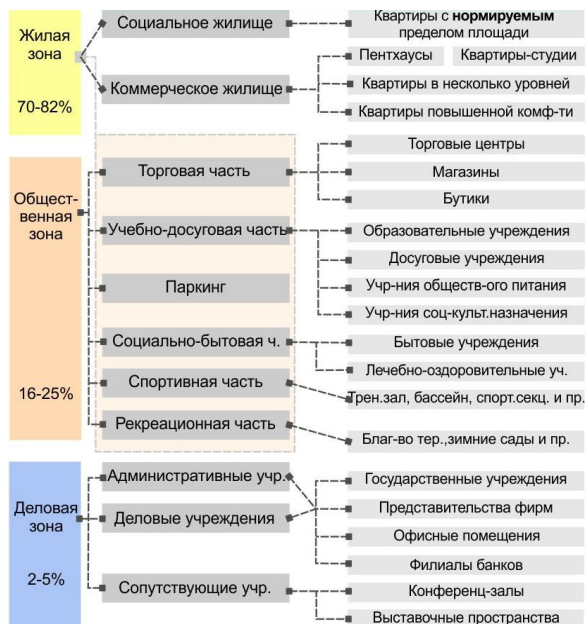 Жилая
зона
70-82%
Социальное жилище
Квартиры с нормируемым
пределом площади
Коммерческое жилище
Пентхаусы
Квартиры-студии
Квартиры в несколько уровней
Квартиры повышенной комф-ти
Общест-
венная
зона
16-25%
Торговая часть
Торговые центры
Магазины
Бутики
Учебно-досуговая часть
Образовательные учреждения
Досуговые учреждения
Учр-ния обществ-ого питания
Учр-ния соц-культ.назначения
Паркинг
Социально-бытовая ч.
Бытовые учреждения
Лечебно-оздоровительные уч.
Спортивная часть
Трен.зал, бассейн, спорт.секц. и пр.
Рекреационная часть
Благ-во тер.,зимние сады и пр.
Деловая
зона
2-5%
Административные учр.
Деловые учреждения
Государственные учреждения
Представительства фирм
Офисные помещения
Филиалы банков
Сопутствующие учр.
Конференц-залы
Выставочные пространства